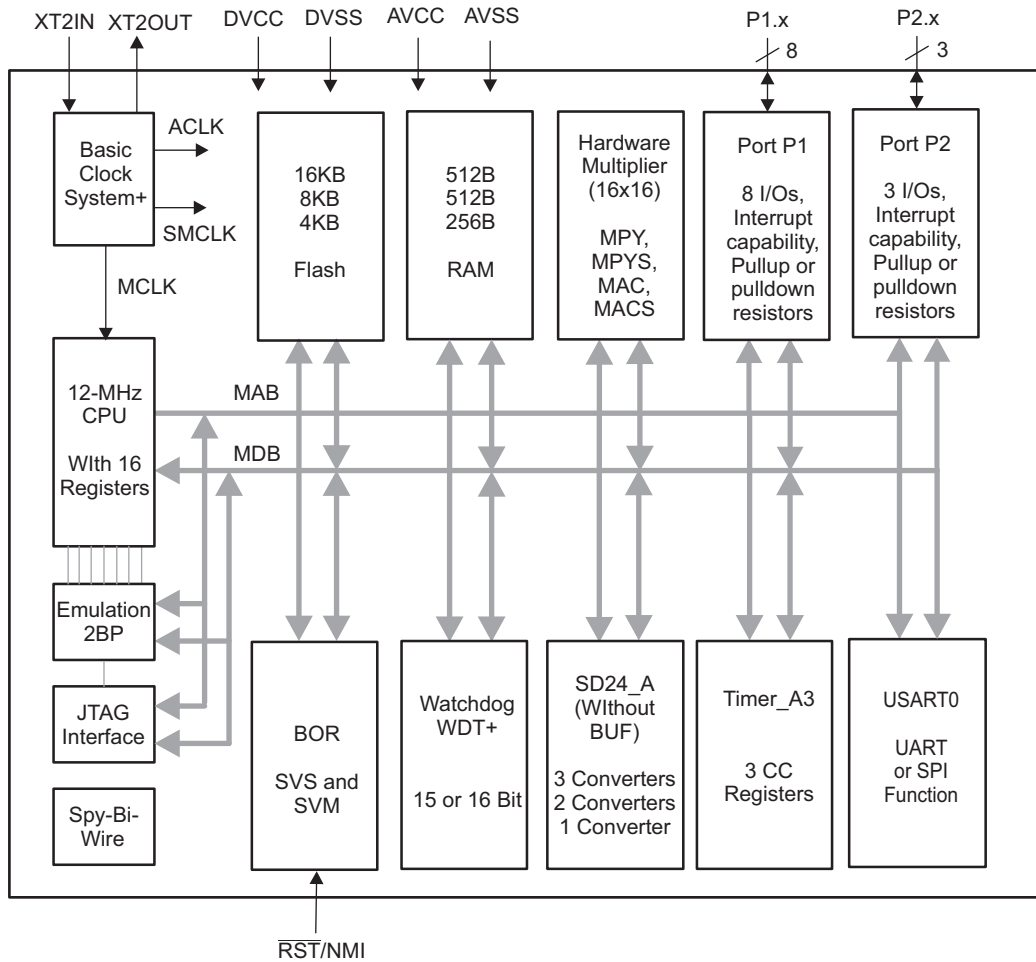 XT2IN XT2OUT DVCC DVSS AVCC AVSS P1.x P2.x
8 3
Basic
Clock
System+
ACLK
SMCLK
MCLK
16KB
8KB
4KB
Flash
512B
512B
256B
RAM
Hardware
Multiplier
(16x16)
MPY,
MPYS,
MAC,
MACS
Port P1
8 I/Os,
Interrupt
capability,
Pullup or
pulldown
resistors
Port P2
3 I/Os,
Interrupt
capability,
Pullup or
pulldown
resistors
12-MHz
CPU
WIth 16
Registers
MAB
MDB
Emulation
2BP
JTAG
Interface
Spy-Bi-
Wire
BOR
SVS and
SVM
Watchdog
WDT+
15 or 16 Bit
SD24_A
(WIthout
BUF)
3 Converters
2 Converters
1 Converter
Timer_A3
3 CC
Registers
USART0
UART
or SPI
Function
RST/NMI